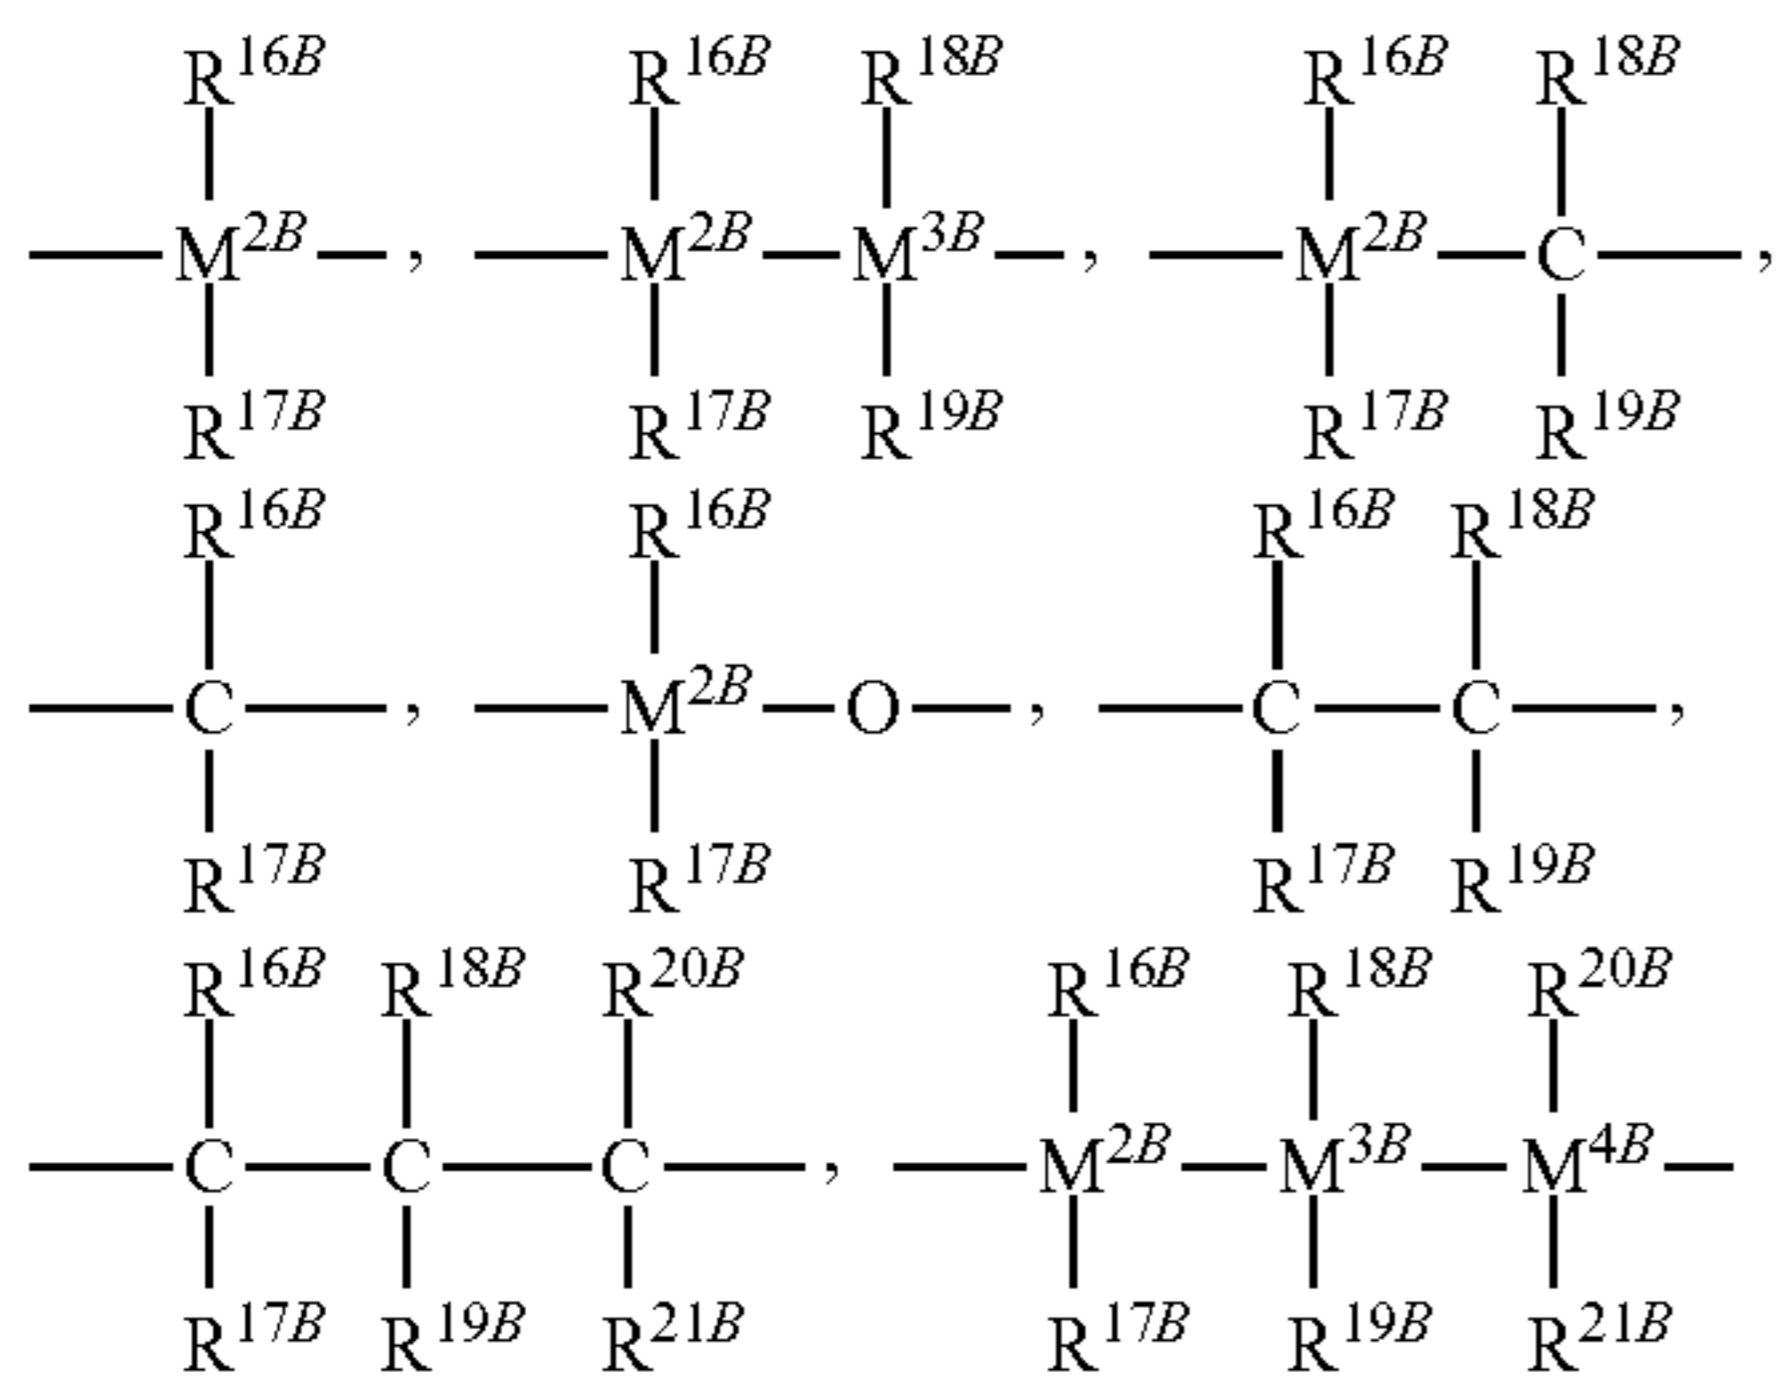 R16B R16B R18B R16B R18B
—M2B—, —M2B—M3B—, —M2B—C—,
R17B R17B R19B R17B R19B
R16B R16B R16B R18B
—C—, —M2B—O—, —C—C—,
R17B R17B R17B R19B
R16B R18B R20B R16B R18B R20B
—C—C—C—, —M2B—M3B—M4B—
R17B R19B R21B R17B R19B R21B